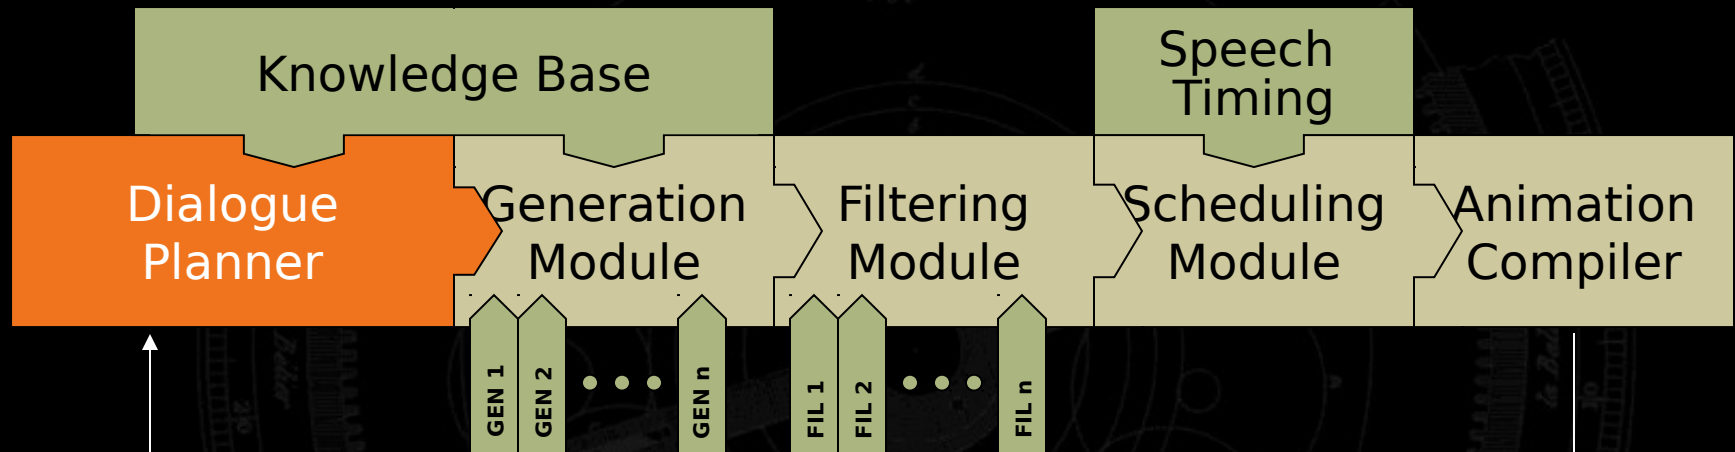 Knowledge Base
Speech
Timing
Dialogue
Planner
Generation
Module
Filtering
Module
Scheduling
Module
Animation
Compiler
GEN 1
GEN 2
GEN n
FIL 1
FIL 2
FIL n